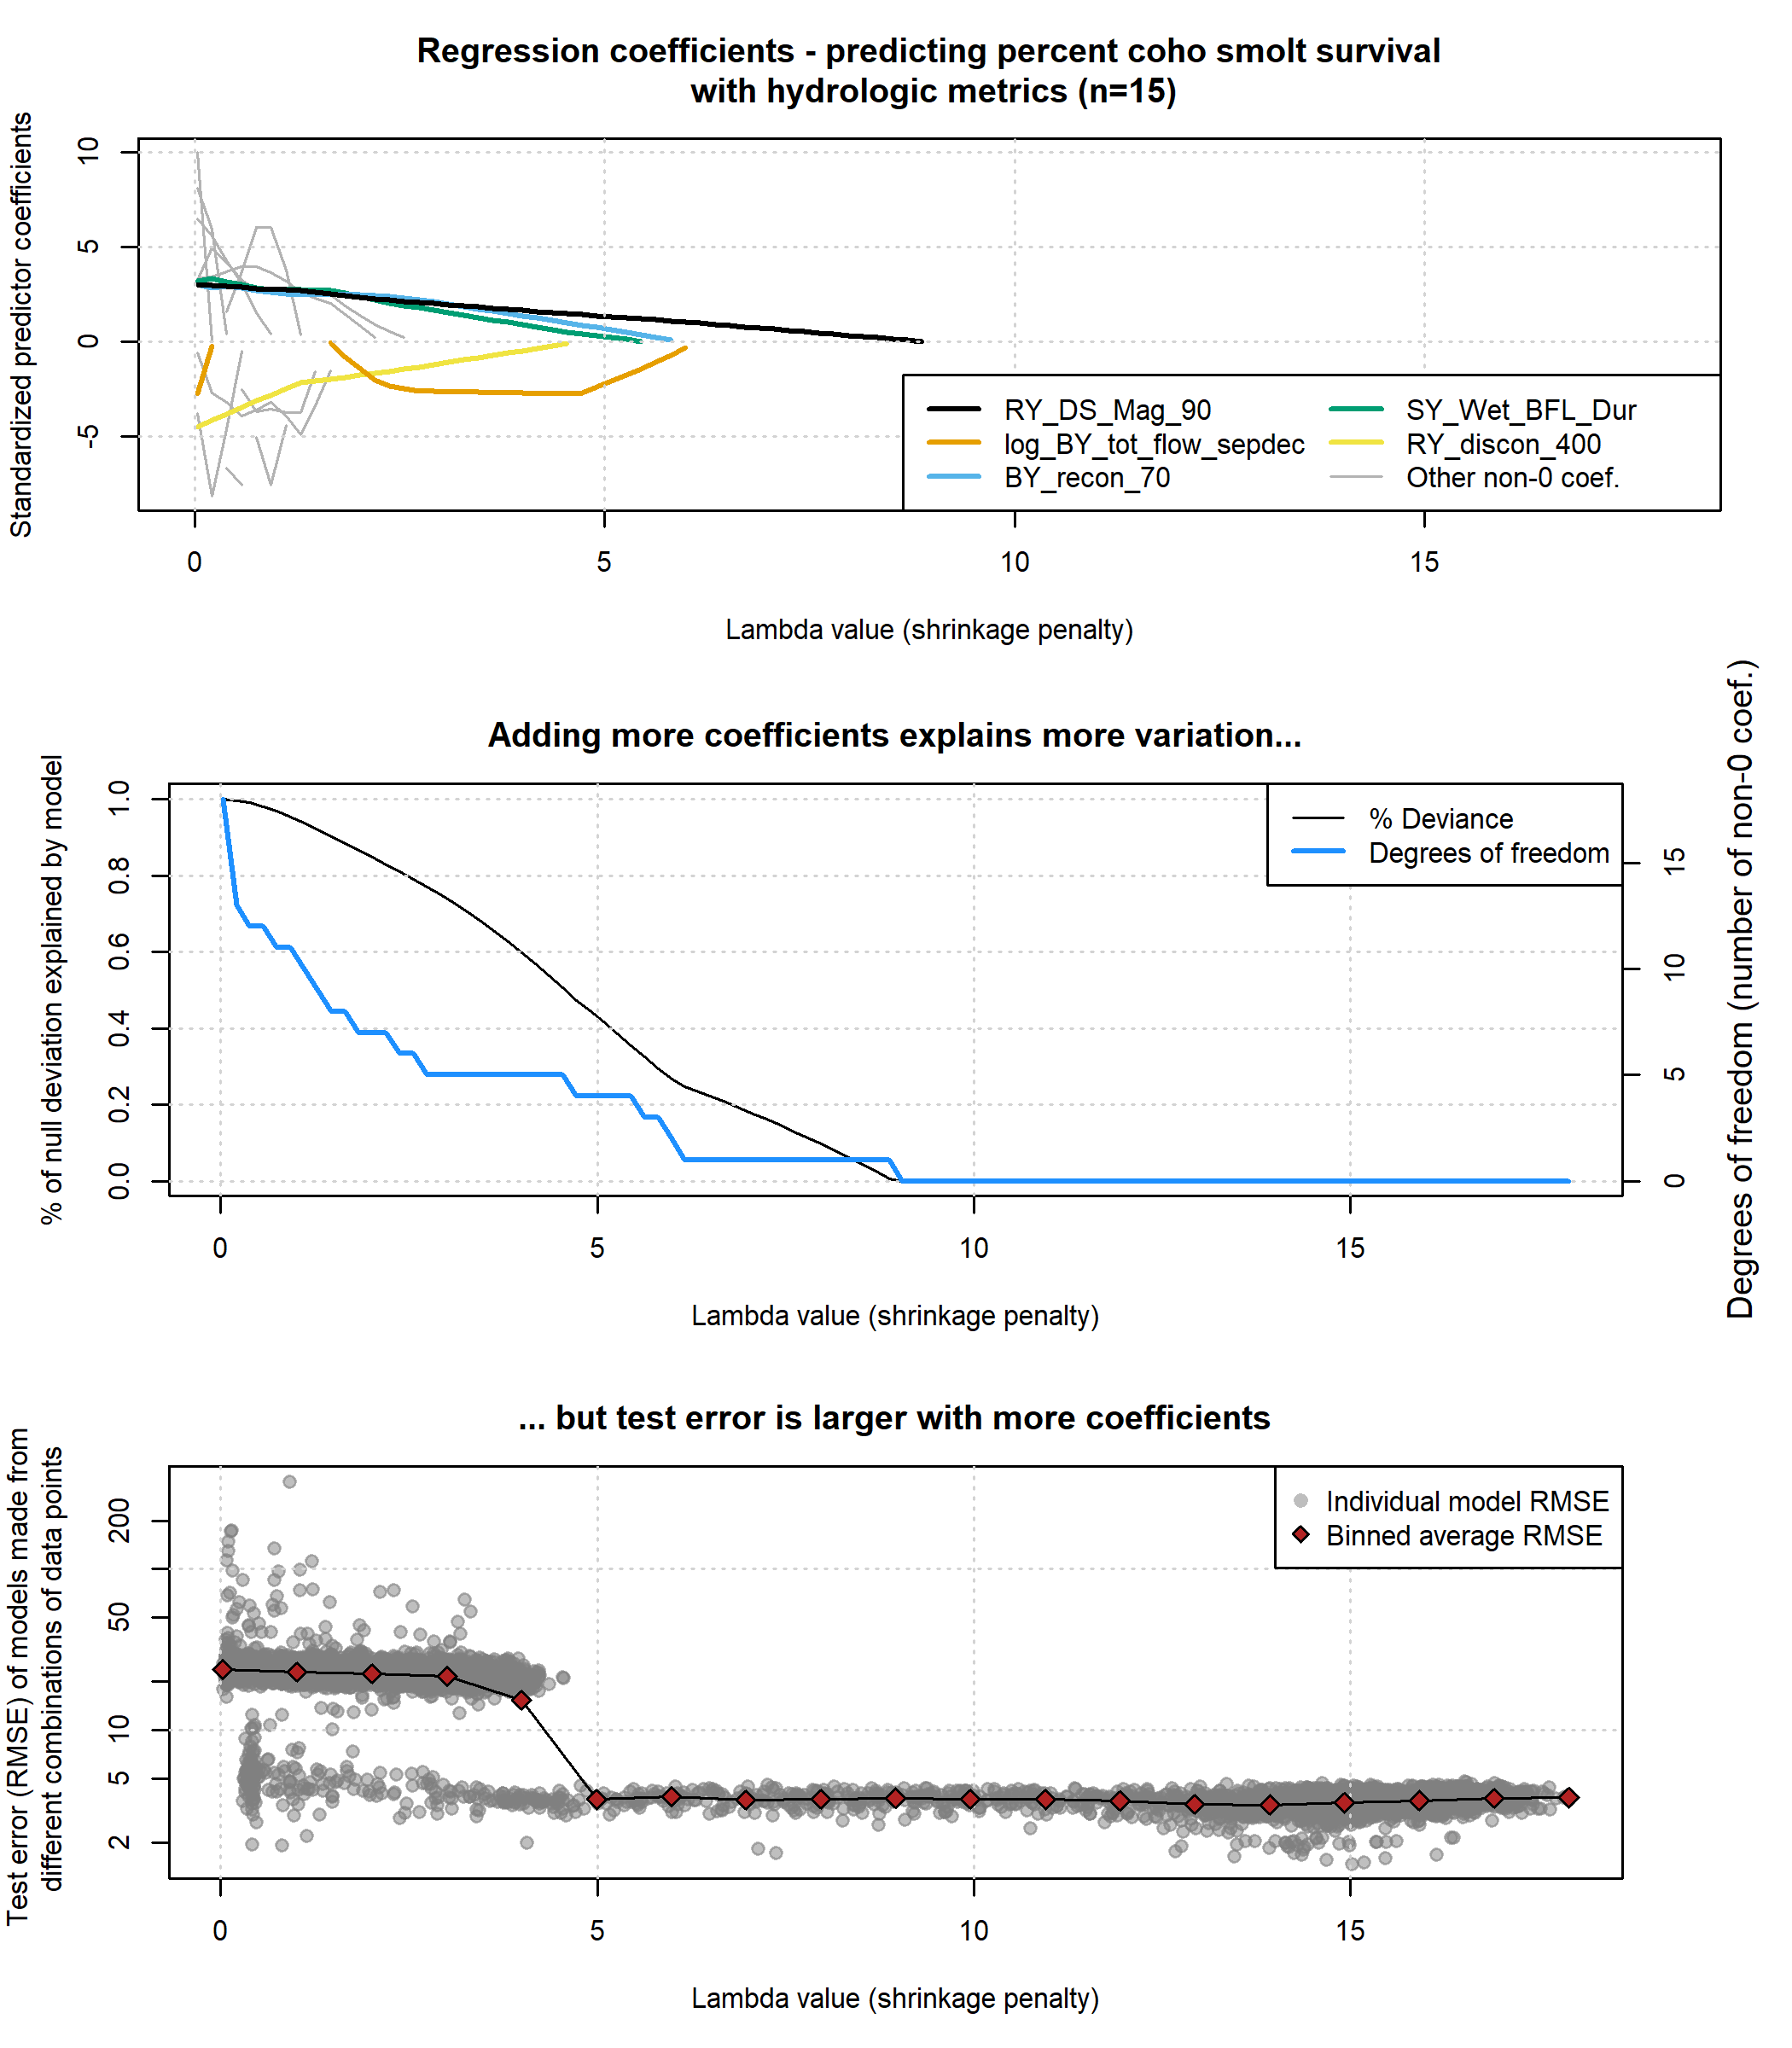 Regression coefficients - predicting percent coho smolt survival
with hydrologic metrics (n=15)
Standardized predictor coefficients
10
5
0
-5
RY_DS_Mag_90
log_BY_tot_flow_sepdec
BY_recon_70
SY_Wet_BFL_Dur
RY_discon_400
Other non-0 coef.
0 5 10 15
Lambda value (shrinkage penalty)
Adding more coefficients explains more variation...
% of null deviation explained by model
1.0
0.8
0.6
0.4
0.2
0.0
% Deviance
Degrees of freedom
15
10
5
0
Degrees of freedom (number of non-0 coef.)
0 5 10 15
Lambda value (shrinkage penalty)
... but test error is larger with more coefficients
Test error (RMSE) of models made from
different combinations of data points
200
50
10
5
2
Individual model RMSE
Binned average RMSE
0 5 10 15
Lambda value (shrinkage penalty)